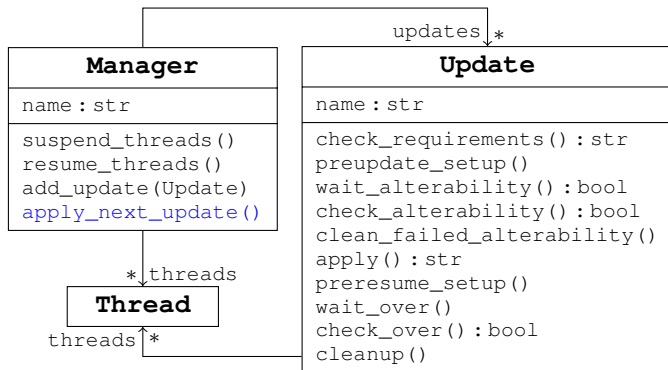 updates *
Manager
name : str
suspend_threads()
resume_threads()
add_update(Update)
apply_next_update()
Update
name : str
check_requirements() : str
preupdate_setup()
wait_alterability() : bool
check_alterability() : bool
clean_failed_alterability()
apply() : str
preresume_setup()
wait_over()
check_over() : bool
cleanup()
* threads
Thread
threads *